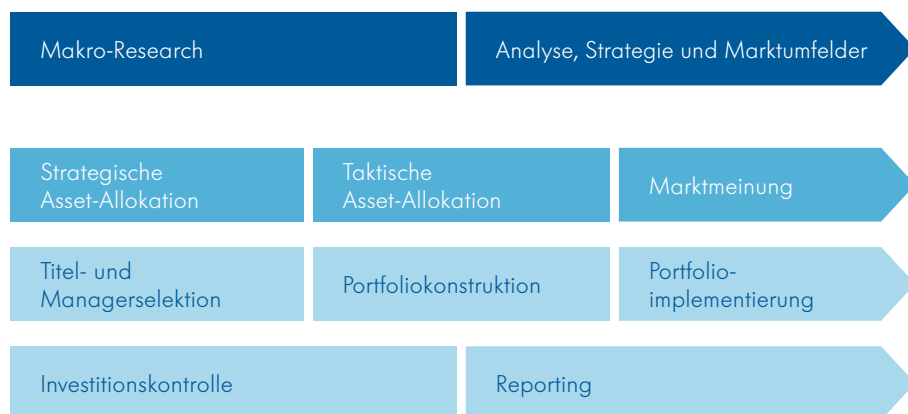 Makro-Research
Analyse, Strategie und Marktumfelder
Strategische
Asset-Allokation
Taktische
Asset-Allokation
Marktmeinung
Titel- und
Managerselektion
Portfoliokonstruktion
Portfolio-
implementierung
Investitionskontrolle
Reporting